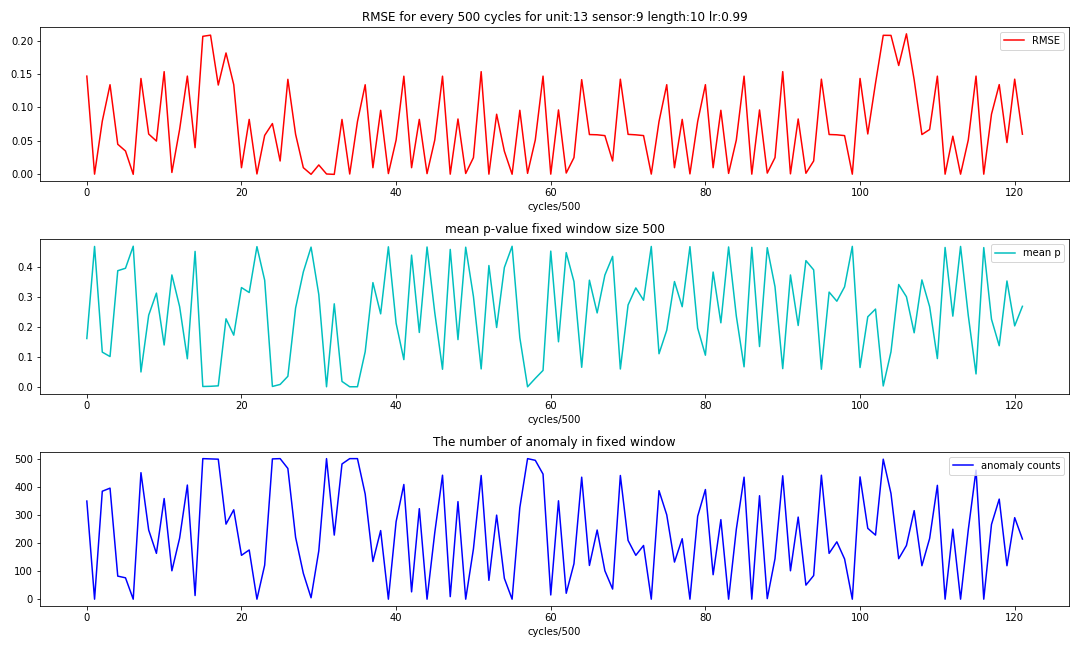 RMSE for every 500 cycles for unit:13 sensor:9 length:10 lr:0.99
RMSE
0.20
0.15
0.10
0.05
0.00
0 20 40 60 80 100 120
cycles/500
mean p-value fixed window size 500
mean p
0.4
0.3
0.2
0.1
0.0
0 20 40 60 80 100 120
cycles/500
The number of anomaly in fixed window
anomaly counts
500
400
300
200
100
0
0 20 40 60 80 100 120
cycles/500